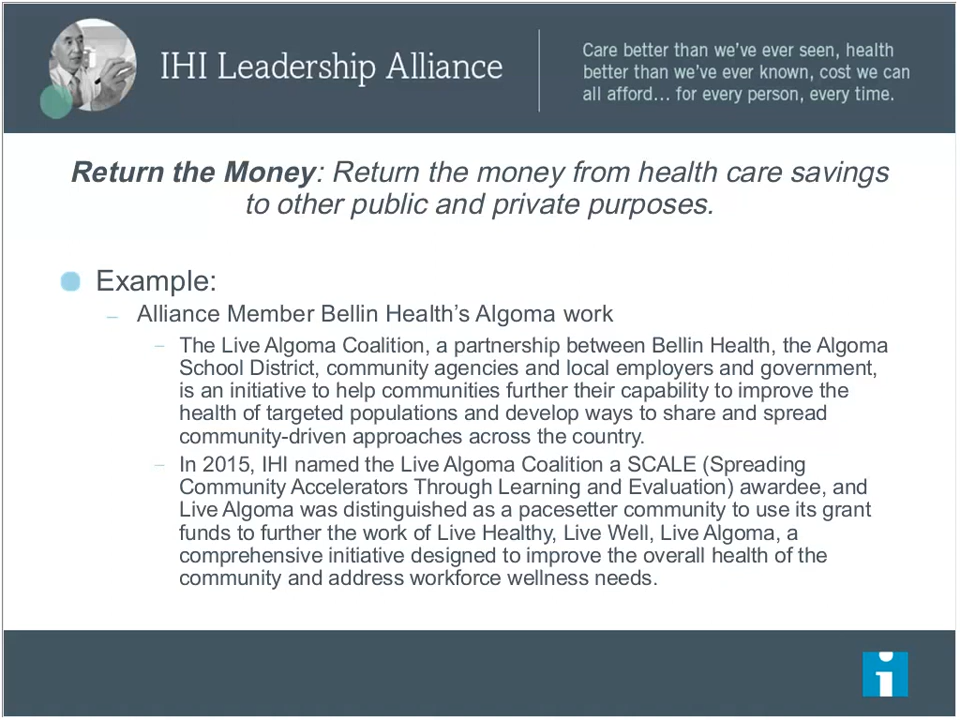 IHI Leadership Alliance
Care better than we've ever seen, health
better than we've ever known, cost we can
all afford... for every person, every time.
Return the Money: Return the money from health care savings
to other public and private purposes.
Example:
– Alliance Member Bellin Health's Algoma work
– The Live Algoma Coalition, a partnership between Bellin Health, the Algoma
School District, community agencies and local employers and government,
is an initiative to help communities further their capability to improve the
health of targeted populations and develop ways to share and spread
community-driven approaches across the country.
– In 2015, IHI named the Live Algoma Coalition a SCALE (Spreading
Community Accelerators Through Learning and Evaluation) awardee, and
Live Algoma was distinguished as a pacesetter community to use its grant
funds to further the work of Live Healthy, Live Well, Live Algoma, a
comprehensive initiative designed to improve the overall health of the
community and address workforce wellness needs.
i